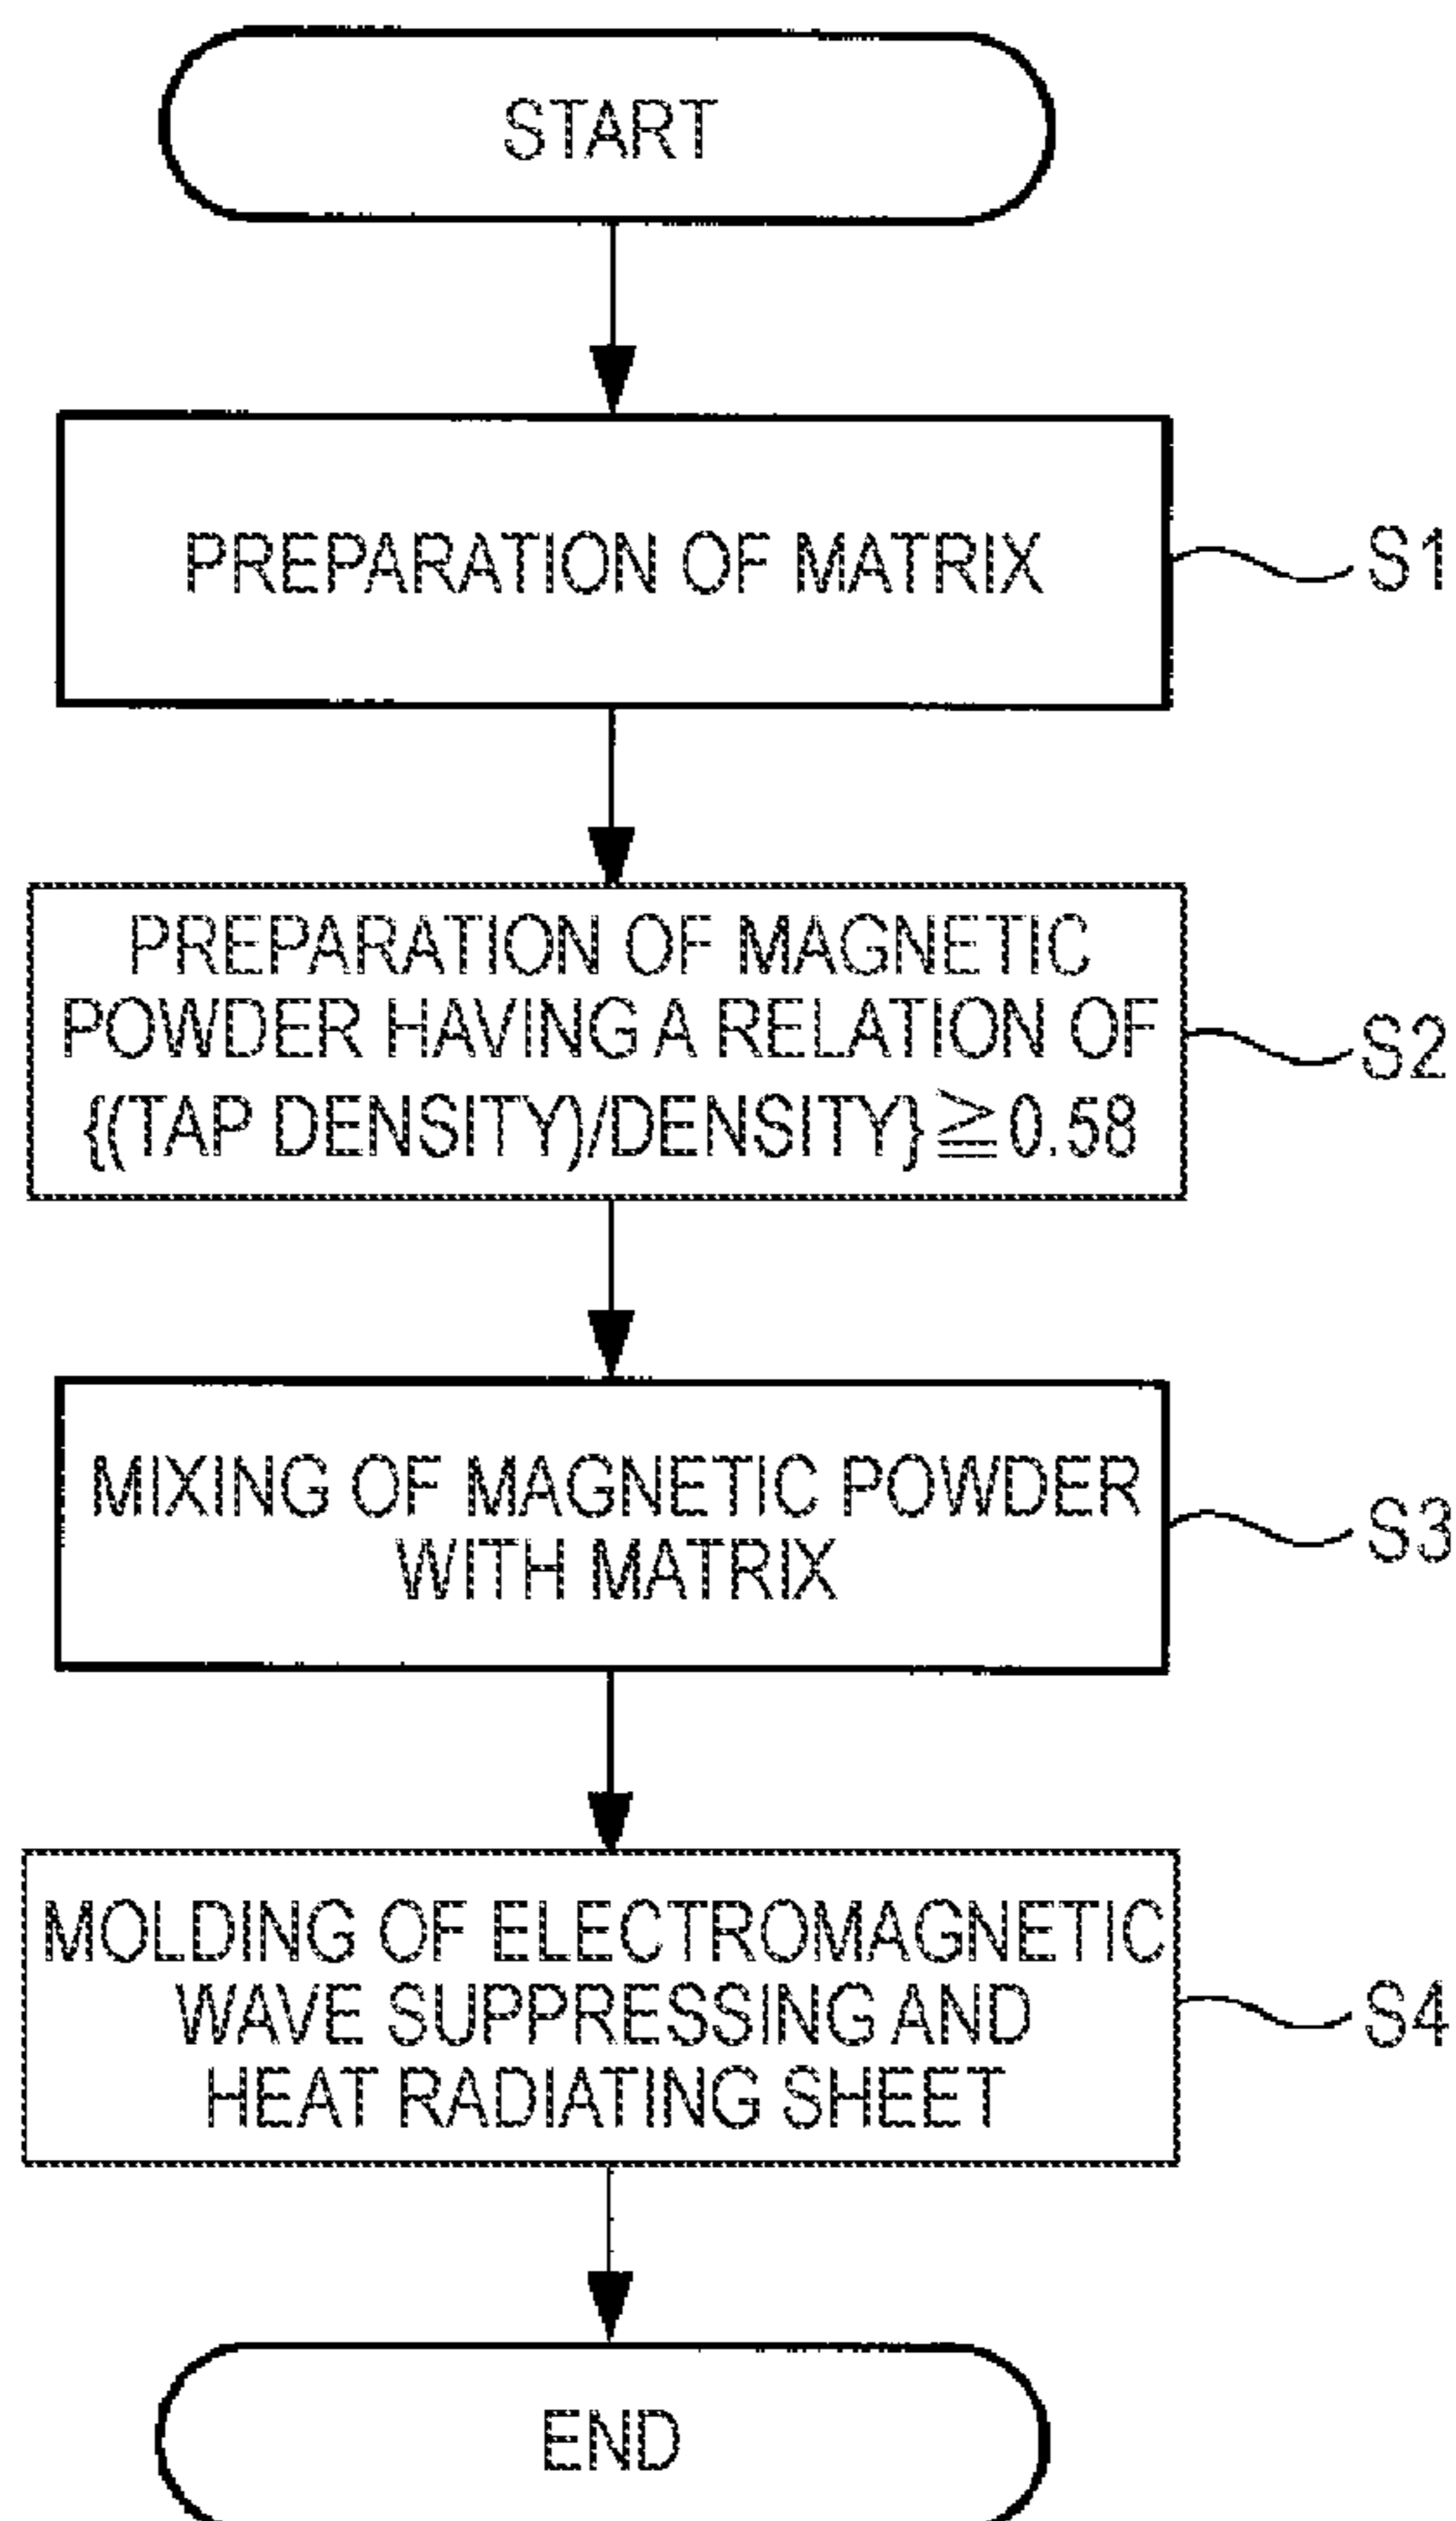 START
PREPARATION OF MATRIX
S1
PREPARATION OF MAGNETIC
POWDER HAVING A RELATION OF
{(TAP DENSITY)/DENSITY}≧0.58
S2
MIXING OF MAGNETIC POWDER
WITH MATRIX
S3
MOLDING OF ELECTROMAGNETIC
WAVE SUPPRESSING AND
HEAT RADIATING SHEET
S4
END